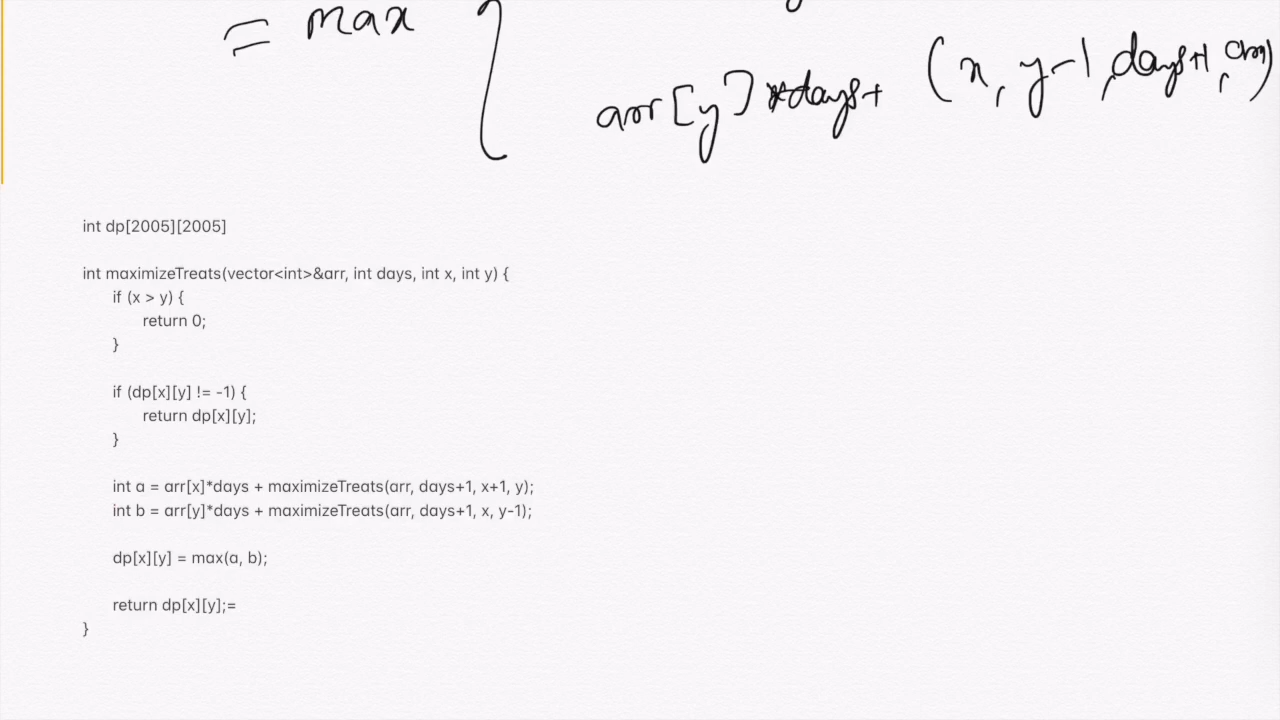 = max {
arr[y]*days+ (x, y-1, days+1, arr)
int dp[2005][2005]
int maximizeTreats(vector<int>&arr, int days, int x, int y) {
if (x > y) {
return 0;
}
if (dp[x][y] != -1) {
return dp[x][y];
}
int a = arr[x]*days + maximizeTreats(arr, days+1, x+1, y);
int b = arr[y]*days + maximizeTreats(arr, days+1, x, y-1);
dp[x][y] = max(a, b);
return dp[x][y];=
}